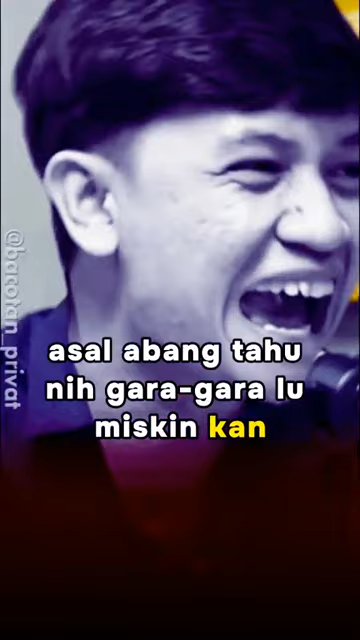 asal abang tahu
nih gara-gara lu
miskin kan
@bacotan_privat